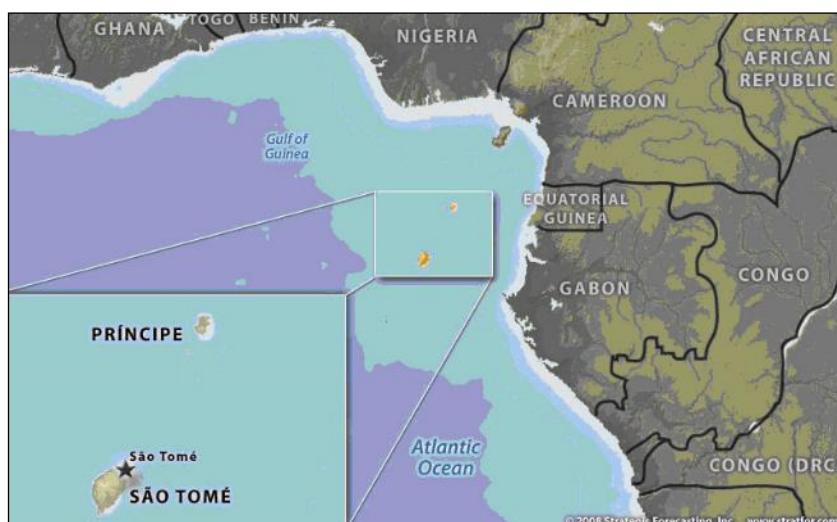 GHANA
TOGO
BENIN
NIGERIA
CENTRAL
AFRICAN
REPUBLIC
CAMEROON
Gulf of
Guinea
EQUATORIAL
GUINEA
GABON
CONGO
PRÍNCIPE
São Tomé
SÃO TOMÉ
Atlantic
Ocean
CONGO (DRC
© 2008 Strategic Forecasting, Inc. www.stratfor.com